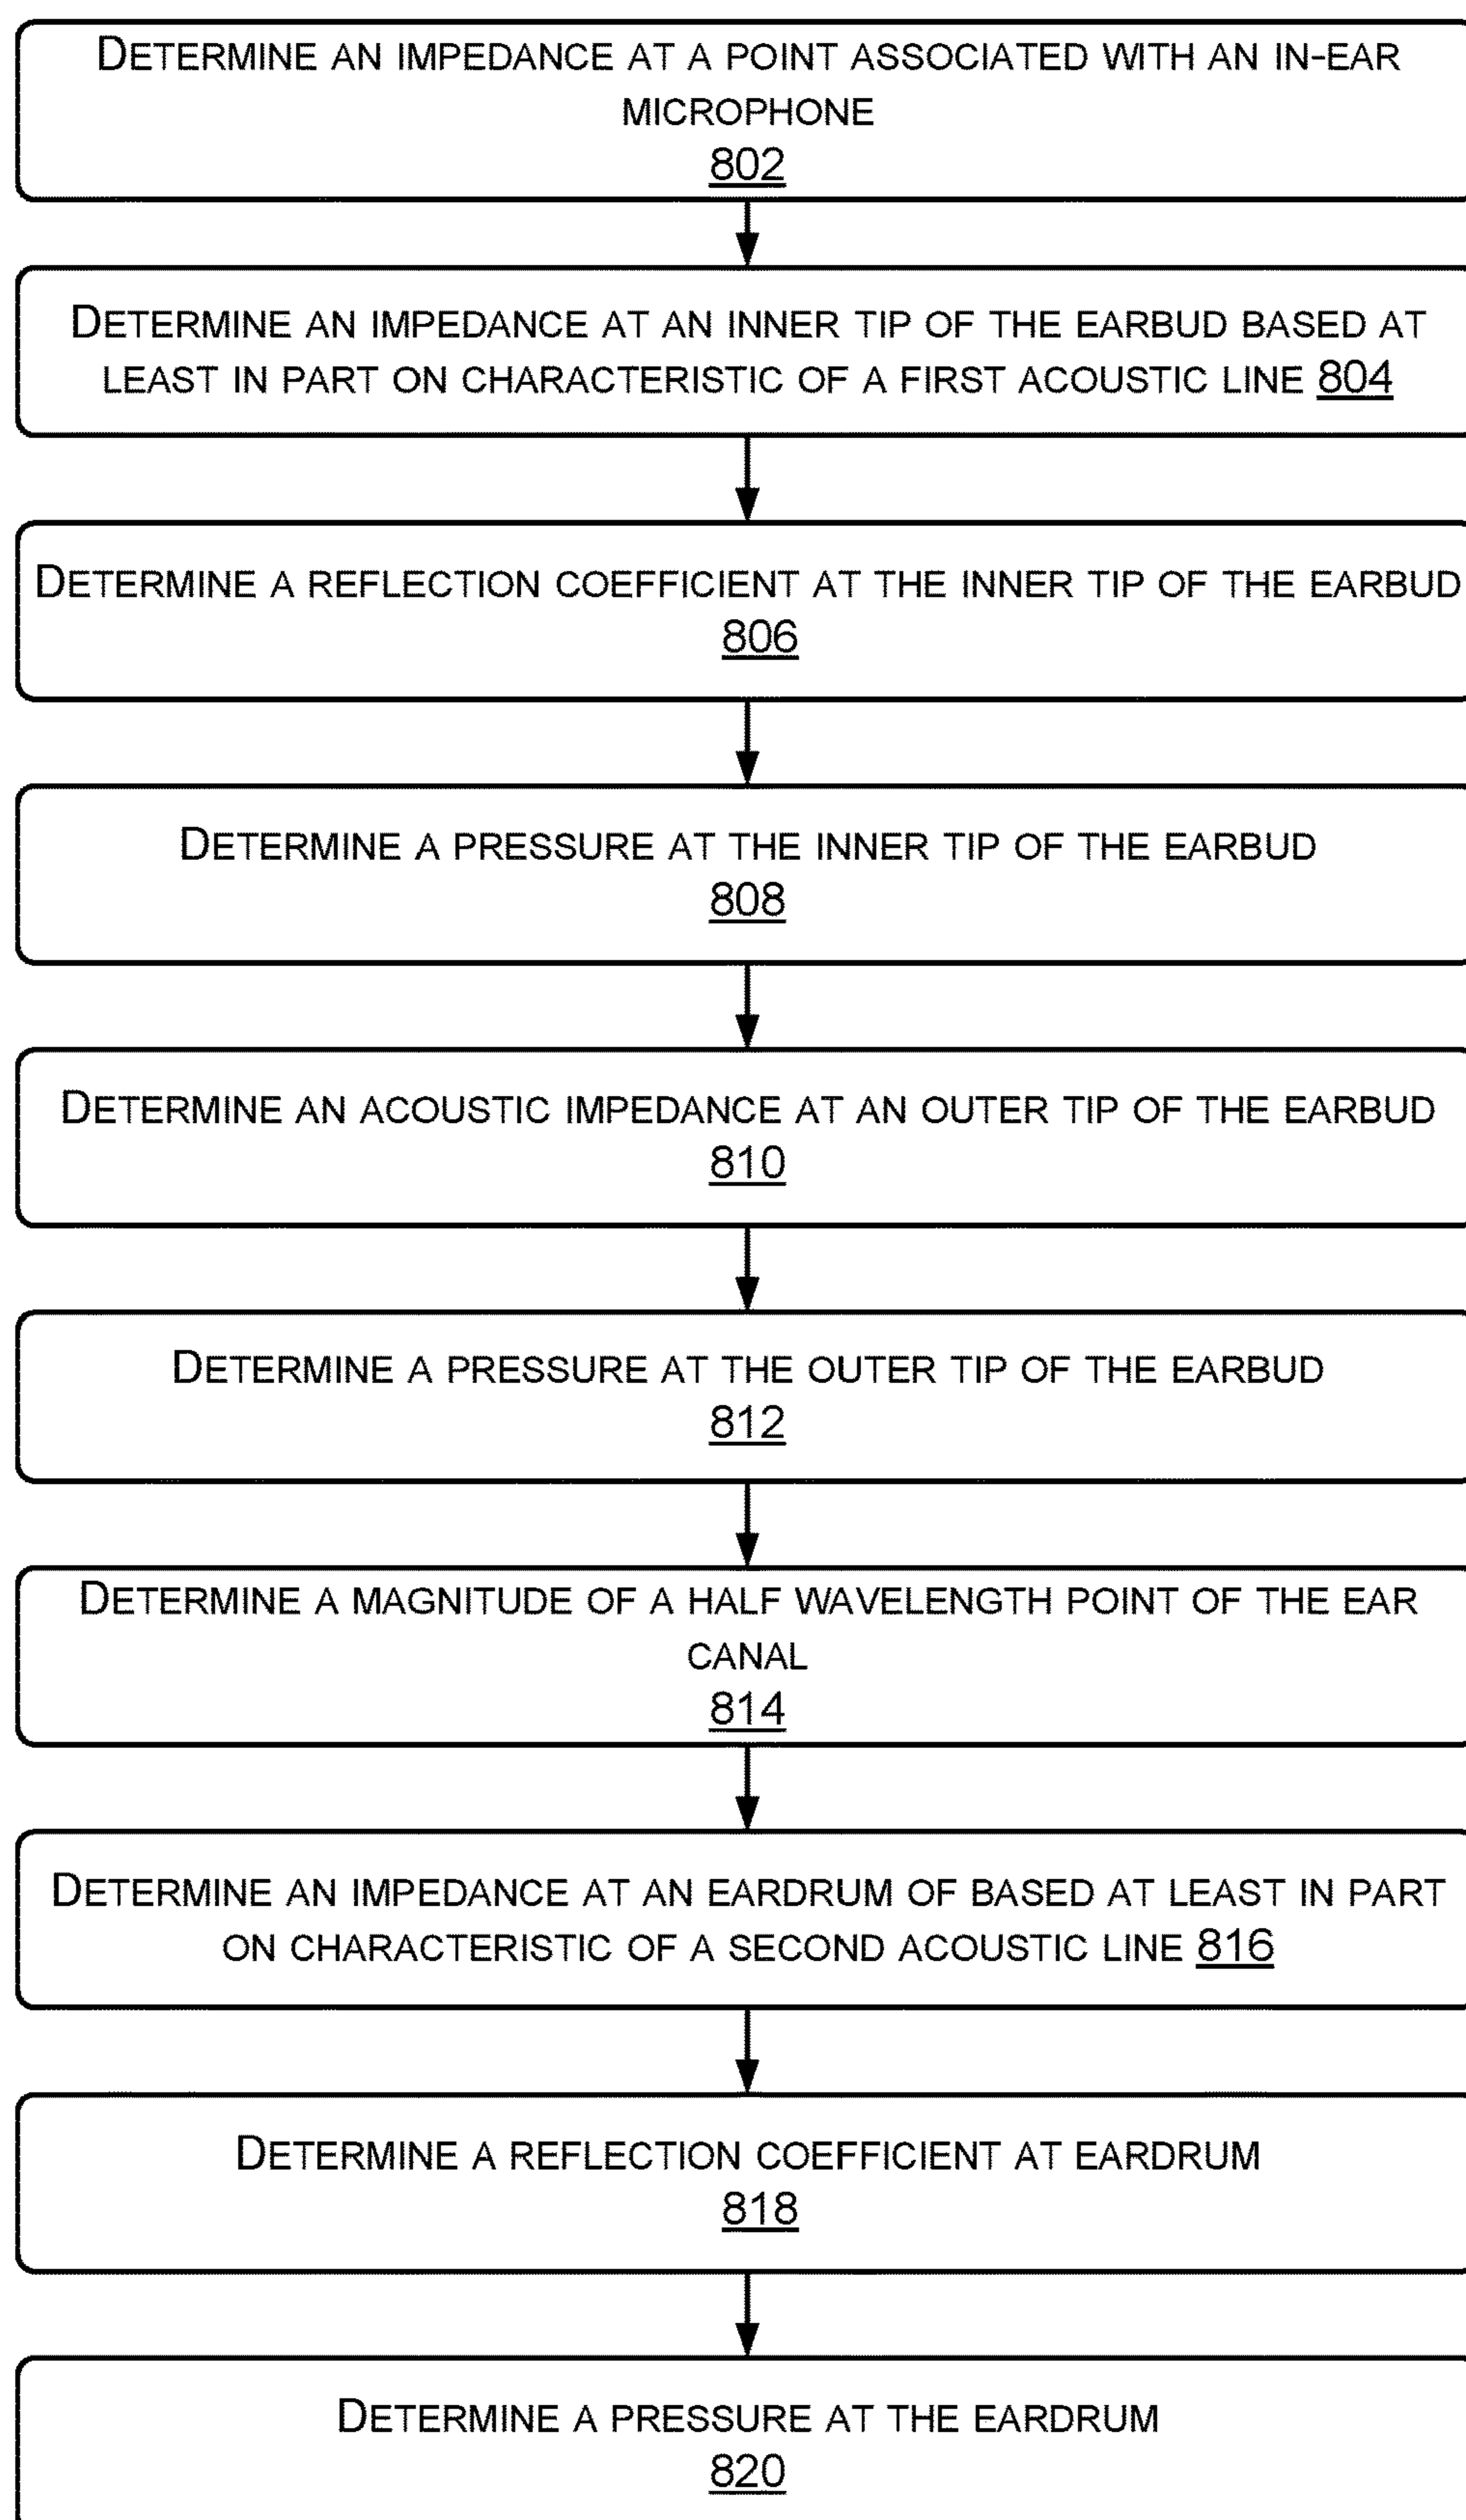 DETERMINE AN IMPEDANCE AT A POINT ASSOCIATED WITH AN IN-EAR
MICROPHONE
802
DETERMINE AN IMPEDANCE AT AN INNER TIP OF THE EARBUD BASED AT
LEAST IN PART ON CHARACTERISTIC OF A FIRST ACOUSTIC LINE 804
DETERMINE A REFLECTION COEFFICIENT AT THE INNER TIP OF THE EARBUD
806
DETERMINE A PRESSURE AT THE INNER TIP OF THE EARBUD
808
DETERMINE AN ACOUSTIC IMPEDANCE AT AN OUTER TIP OF THE EARBUD
810
DETERMINE A PRESSURE AT THE OUTER TIP OF THE EARBUD
812
DETERMINE A MAGNITUDE OF A HALF WAVELENGTH POINT OF THE EAR
CANAL
814
DETERMINE AN IMPEDANCE AT AN EARDRUM OF BASED AT LEAST IN PART
ON CHARACTERISTIC OF A SECOND ACOUSTIC LINE 816
DETERMINE A REFLECTION COEFFICIENT AT EARDRUM
818
DETERMINE A PRESSURE AT THE EARDRUM
820